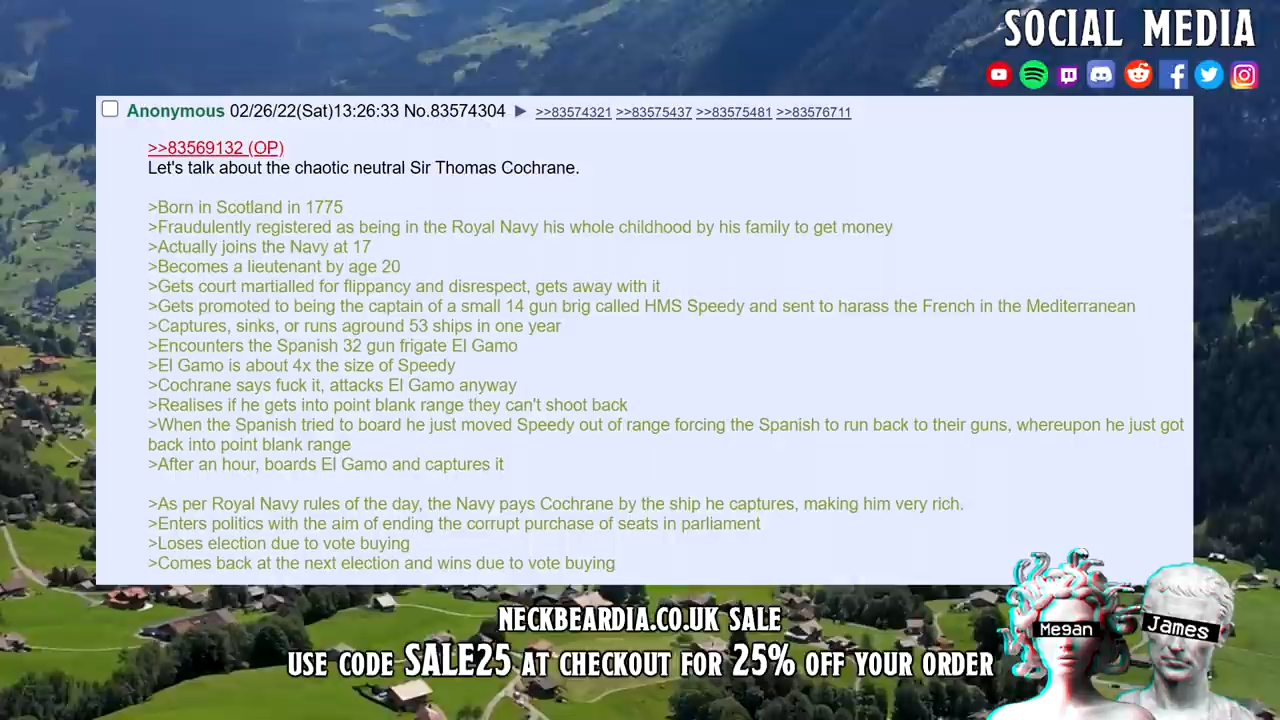 SOCIAL MEDIA
Anonymous 02/26/22(Sat)13:26:33 No.83574304 ▶ >>83574321 >>83575437 >>83575481 >>83576711
>>83569132 (OP)
Let's talk about the chaotic neutral Sir Thomas Cochrane.
>Born in Scotland in 1775
>Fraudulently registered as being in the Royal Navy his whole childhood by his family to get money
>Actually joins the Navy at 17
>Becomes a lieutenant by age 20
>Gets court martialled for flippancy and disrespect, gets away with it
>Gets promoted to being the captain of a small 14 gun brig called HMS Speedy and sent to harass the French in the Mediterranean
>Captures, sinks, or runs aground 53 ships in one year
>Encounters the Spanish 32 gun frigate El Gamo
>El Gamo is about 4x the size of Speedy
>Cochrane says fuck it, attacks El Gamo anyway
>Realises if he gets into point blank range they can't shoot back
>When the Spanish tried to board he just moved Speedy out of range forcing the Spanish to run back to their guns, whereupon he just got
back into point blank range
>After an hour, boards El Gamo and captures it
>As per Royal Navy rules of the day, the Navy pays Cochrane by the ship he captures, making him very rich.
>Enters politics with the aim of ending the corrupt purchase of seats in parliament
>Loses election due to vote buying
>Comes back at the next election and wins due to vote buying
NECKBEARDIA.CO.UK SALE
USE CODE SALE25 AT CHECKOUT FOR 25% OFF YOUR ORDER
Megan
James